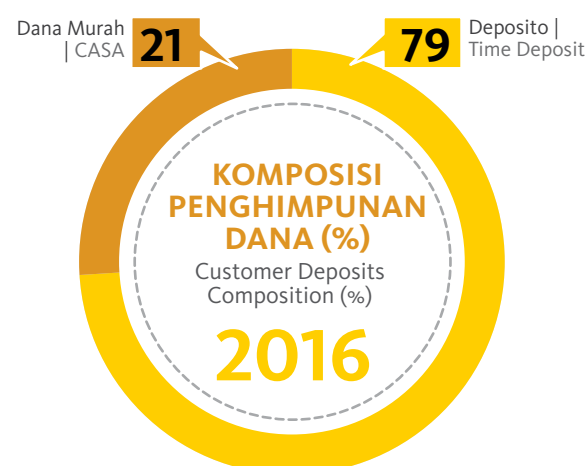 Dana Murah
| CASA
21
79
Deposito |
Time Deposit
KOMPOSISI
PENGHIMPUNAN
DANA (%)
Customer Deposits
Composition (%)
2016